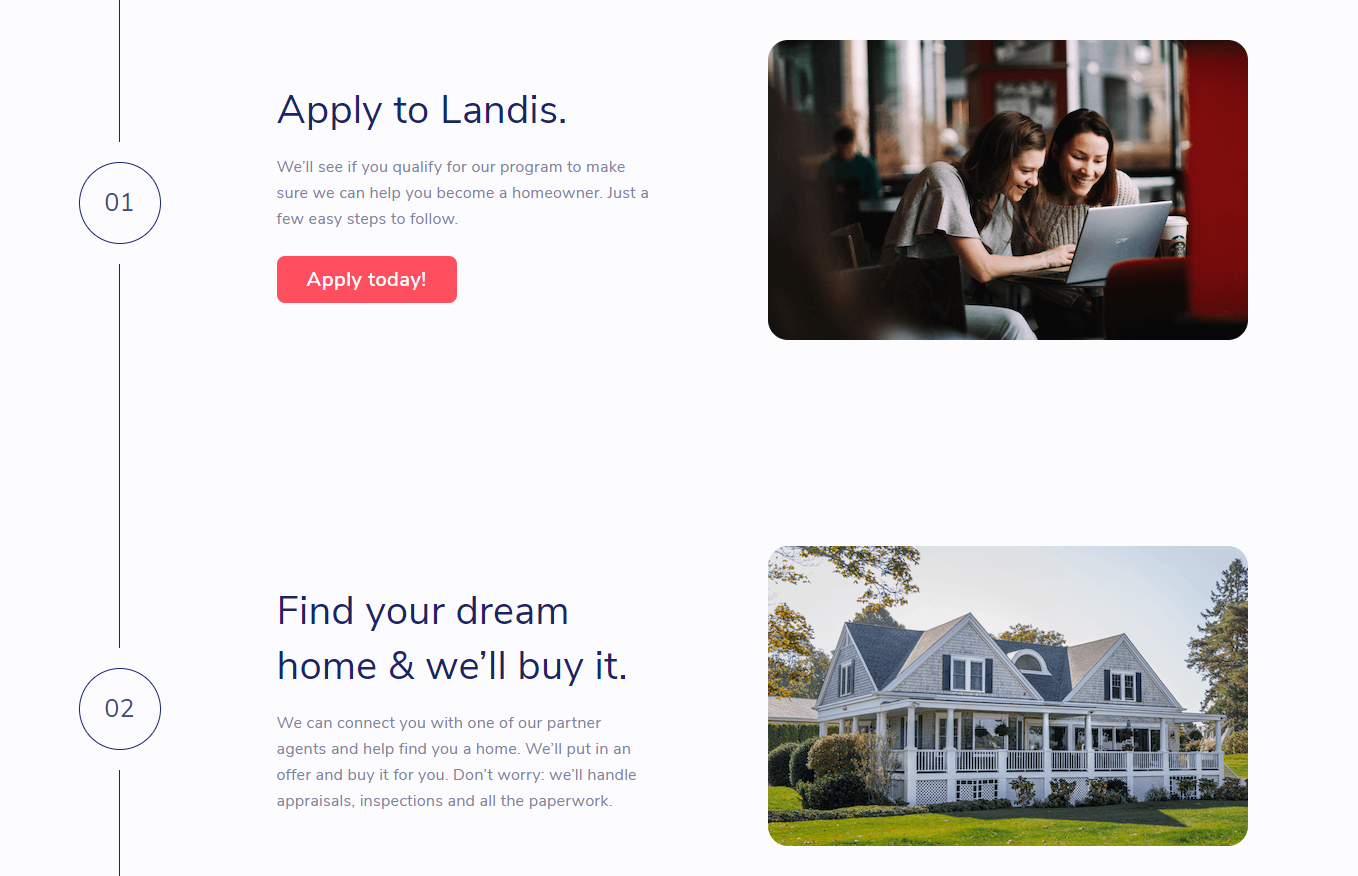 01
Apply to Landis.
We’ll see if you qualify for our program to make
sure we can help you become a homeowner. Just a
few easy steps to follow.
Apply today!
02
Find your dream
home & we’ll buy it.
We can connect you with one of our partner
agents and help find you a home. We’ll put in an
offer and buy it for you. Don’t worry: we’ll handle
appraisals, inspections and all the paperwork.